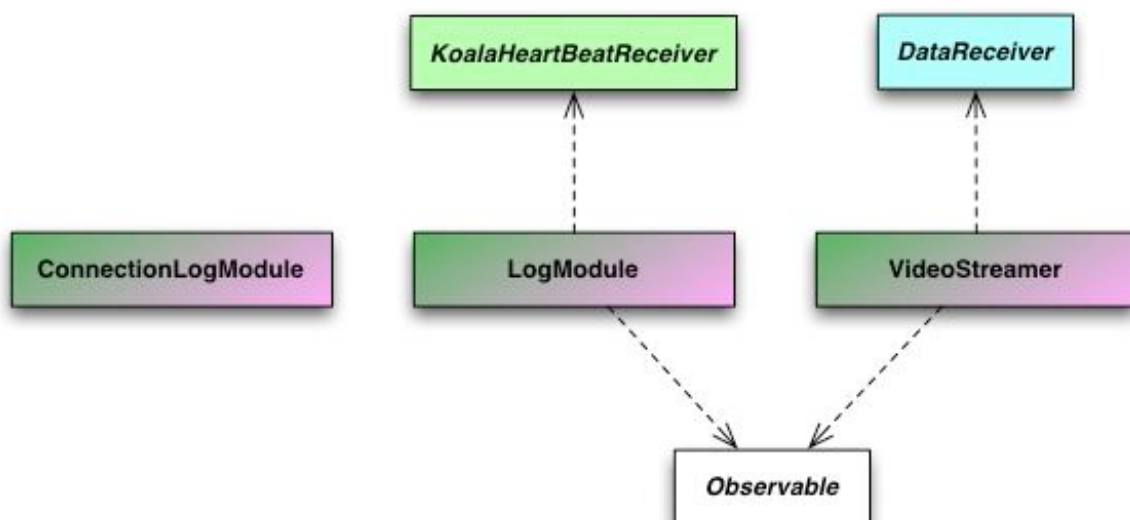 KoalaHeartBeatReceiver
DataReceiver
ConnectionLogModule
LogModule
VideoStreamer
Observable